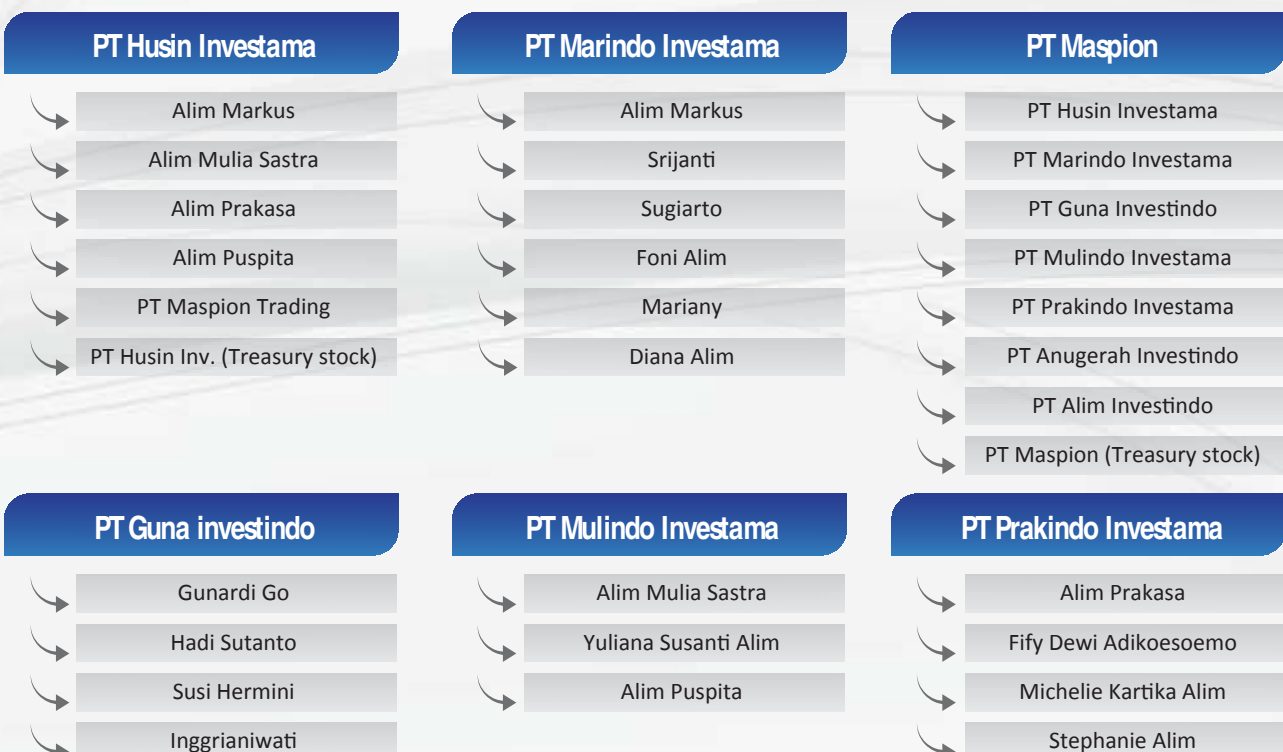 PT Husin Investama
Alim Markus
Alim Mulia Sastra
Alim Prakasa
Alim Puspita
PT Maspion Trading
PT Husin Inv. (Treasury stock)
PT Marindo Investama
Alim Markus
Srijanti
Sugiarto
Foni Alim
Mariany
Diana Alim
PT Maspion
PT Husin Investama
PT Marindo Investama
PT Guna Investindo
PT Mulindo Investama
PT Prakindo Investama
PT Anugerah Investindo
PT Alim Investindo
PT Maspion (Treasury stock)
PT Guna investindo
Gunardi Go
Hadi Sutanto
Susi Hermini
Inggrianiwati
PT Mulindo Investama
Alim Mulia Sastra
Yuliana Susanti Alim
Alim Puspita
PT Prakindo Investama
Alim Prakasa
Fify Dewi Adikoesoemo
Michelie Kartika Alim
Stephanie Alim